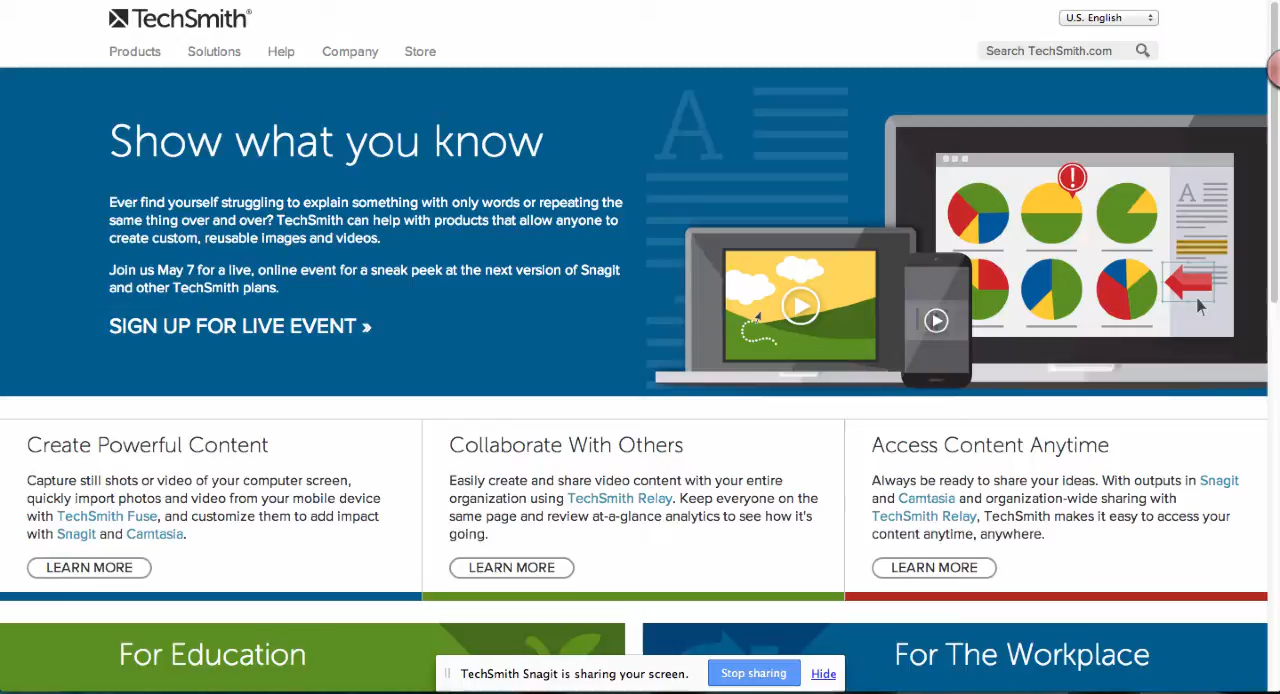 TechSmith®
U.S. English
Products Solutions Help Company Store
Search TechSmith.com
Show what you know
Ever find yourself struggling to explain something with only words or repeating the
same thing over and over? TechSmith can help with products that allow anyone to
create custom, reusable images and videos.
Join us May 7 for a live, online event for a sneak peek at the next version of Snagit
and other TechSmith plans.
SIGN UP FOR LIVE EVENT »
A
!
A
Create Powerful Content
Capture still shots or video of your computer screen,
quickly import photos and video from your mobile device
with TechSmith Fuse, and customize them to add impact
with Snagit and Camtasia.
LEARN MORE
Collaborate With Others
Easily create and share video content with your entire
organization using TechSmith Relay. Keep everyone on the
same page and review at-a-glance analytics to see how it's
going.
LEARN MORE
Access Content Anytime
Always be ready to share your ideas. With outputs in Snagit
and Camtasia and organization-wide sharing with
TechSmith Relay, TechSmith makes it easy to access your
content anytime, anywhere.
LEARN MORE
For Education
For The Workplace
TechSmith Snagit is sharing your screen. Stop sharing Hide